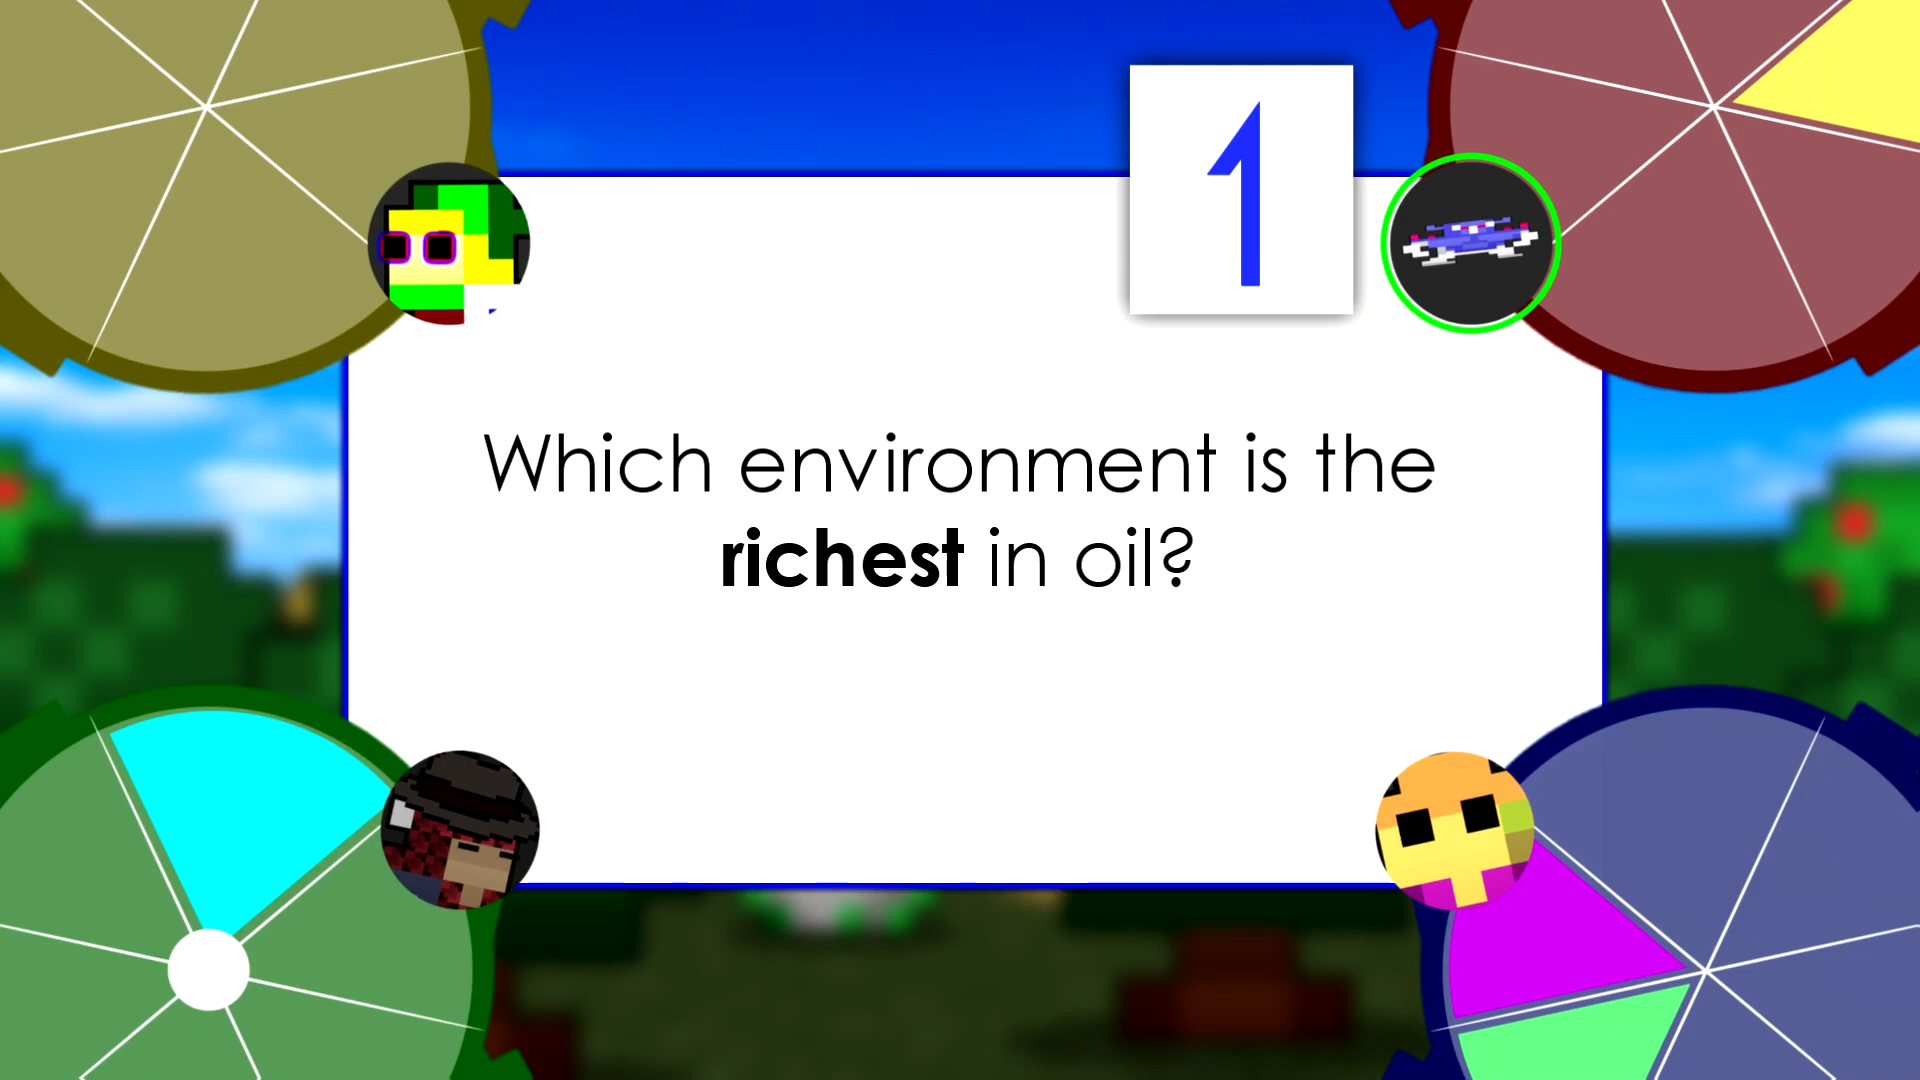 1
Which environment is the
richest in oil?